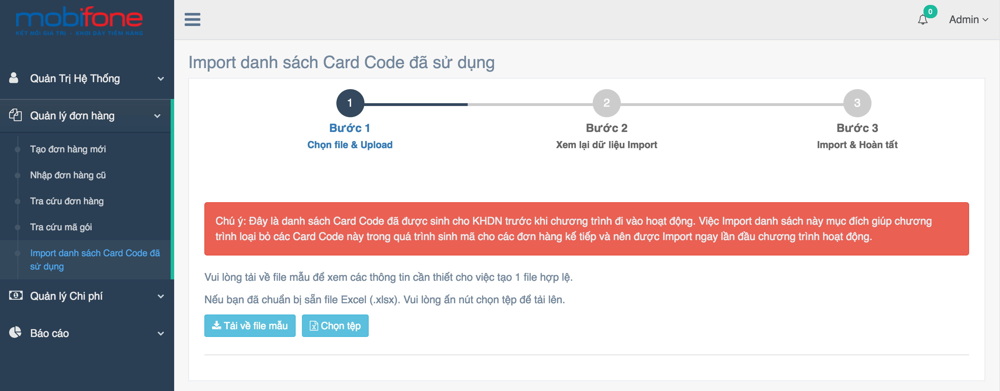 mobifone
KẾT NỐI GIÁ TRỊ - KHƠI DẬY TIỀM NĂNG
0
Admin
Quản Trị Hệ Thống
Quản lý đơn hàng
Tạo đơn hàng mới
Nhập đơn hàng cũ
Tra cứu đơn hàng
Tra cứu mã gói
Import danh sách Card Code đã
sử dụng
Quản lý Chi phí
Báo cáo
Import danh sách Card Code đã sử dụng
1
2
3
Bước 1
Bước 2
Bước 3
Chọn file & Upload
Xem lại dữ liệu Import
Import & Hoàn tất
Chú ý: Đây là danh sách Card Code đã được sinh cho KHDN trước khi chương trình đi vào hoạt động. Việc Import danh sách này mục đích giúp chương
trình loại bỏ các Card Code này trong quá trình sinh mã cho các đơn hàng kế tiếp và nên được Import ngay lần đầu chương trình hoạt động.
Vui lòng tải về file mẫu để xem các thông tin cần thiết cho việc tạo 1 file hợp lệ.
Nếu bạn đã chuẩn bị sẵn file Excel (.xlsx). Vui lòng ấn nút chọn tệp để tải lên.
Tải về file mẫu
Chọn tệp